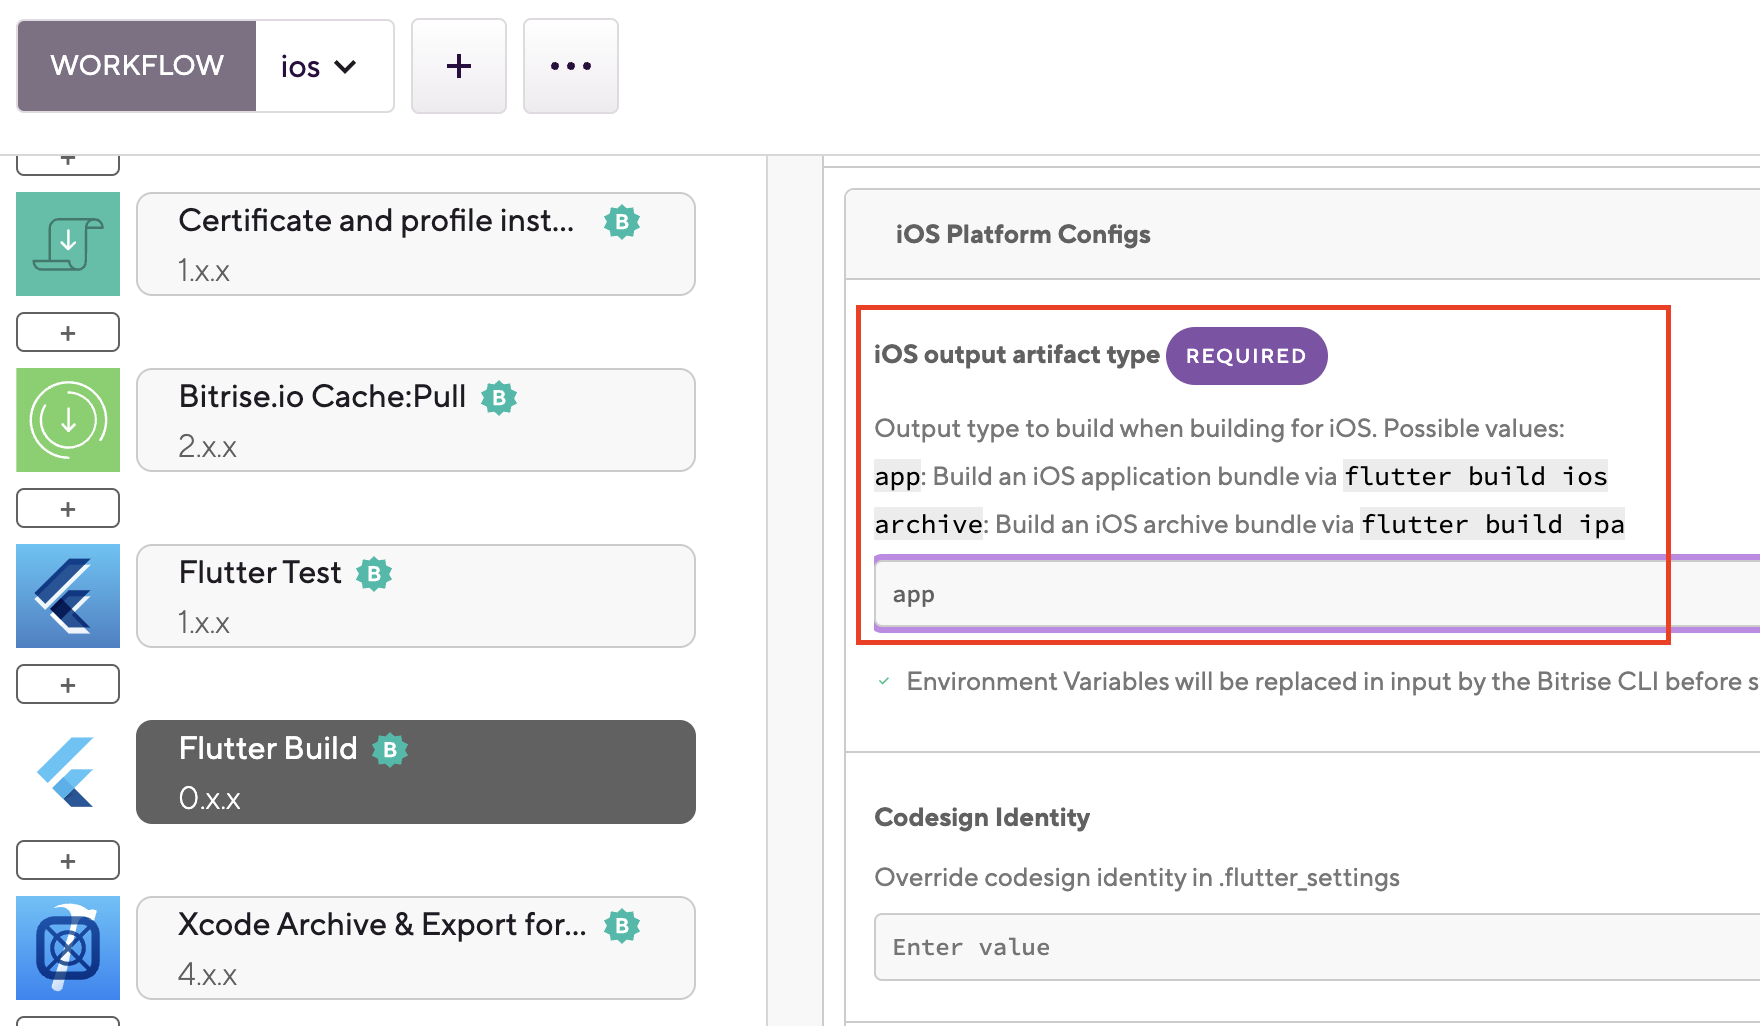 WORKFLOW
ios
+
...
+
Certificate and profile inst...
B
1.x.x
+
Bitrise.io Cache:Pull
B
2.x.x
+
Flutter Test
B
1.x.x
+
Flutter Build
B
0.x.x
+
Xcode Archive & Export for...
B
4.x.x
iOS Platform Configs
iOS output artifact type REQUIRED
Output type to build when building for iOS. Possible values:
app: Build an iOS application bundle via flutter build ios
archive: Build an iOS archive bundle via flutter build ipa
app
Environment Variables will be replaced in input by the Bitrise CLI before s
Codesign Identity
Override codesign identity in .flutter_settings
Enter value